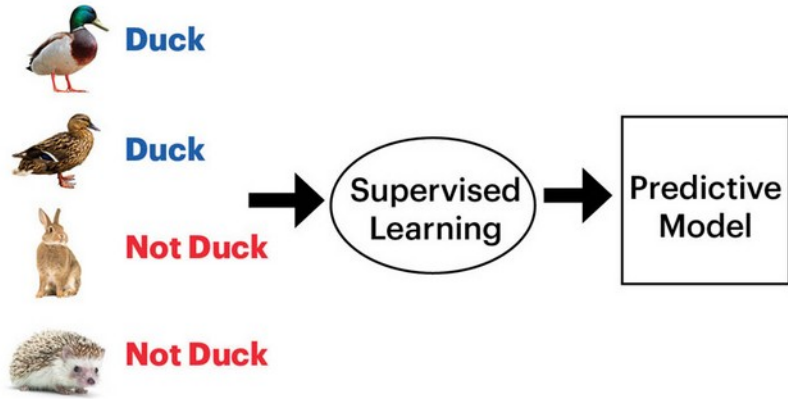 Duck
Duck
Not Duck
Not Duck
Supervised
Learning
Predictive
Model